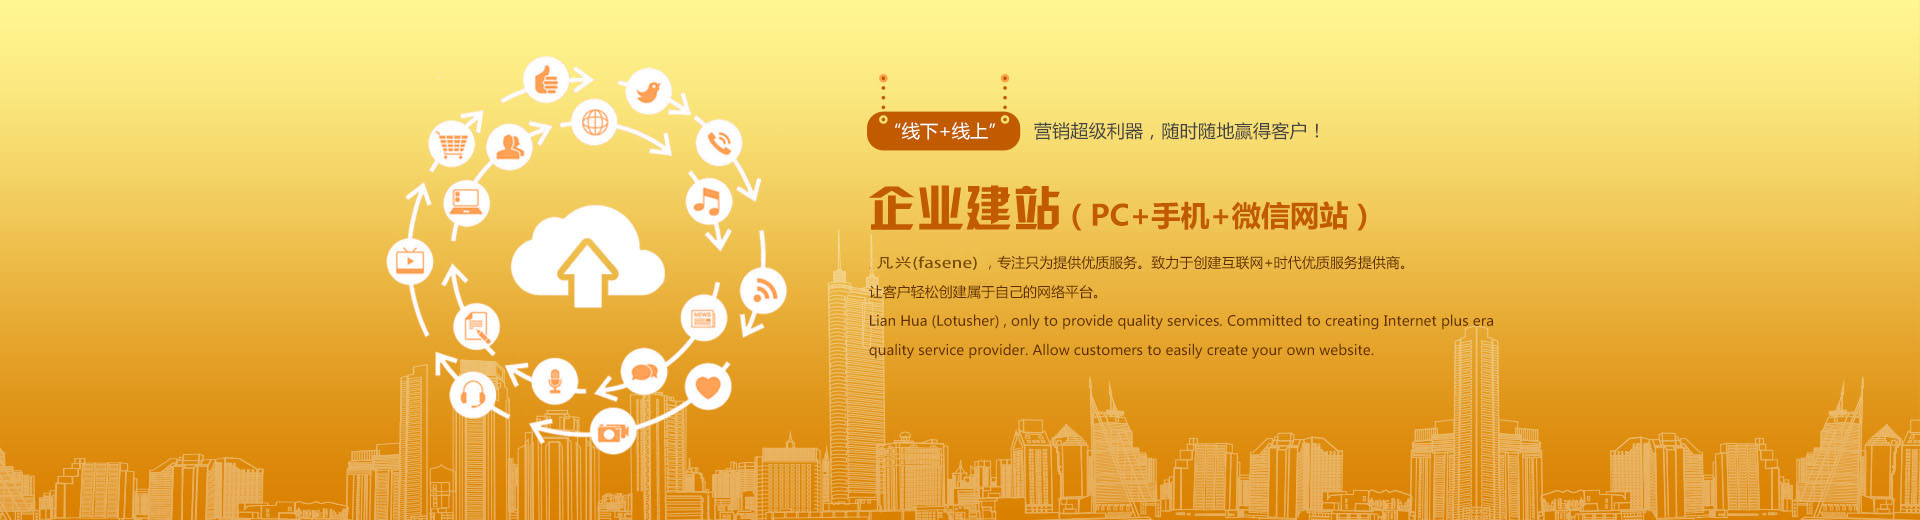 “线下+线上” 营销超级利器，随时随地赢得客户！
企业建站（PC+手机+微信网站）
凡兴(fasene) ，专注只为提供优质服务。致力于创建互联网+时代优质服务提供商。
让客户轻松创建属于自己的网络平台。
Lian Hua (Lotusher) , only to provide quality services. Committed to creating Internet plus era
quality service provider. Allow customers to easily create your own website.
NEWS